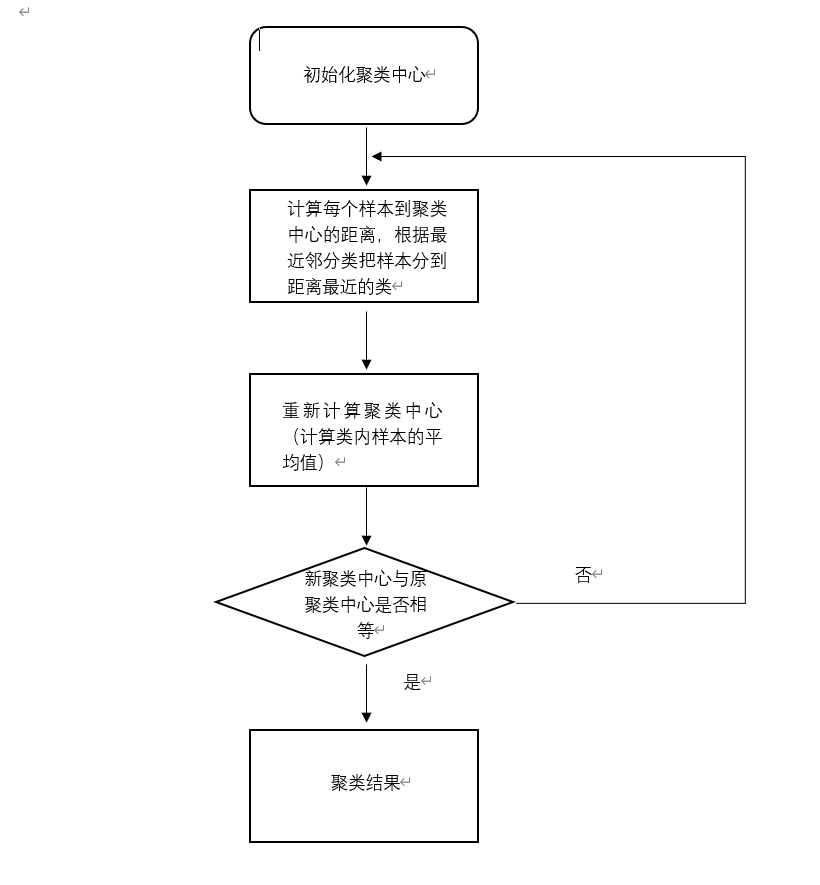 初始化聚类中心
计算每个样本到聚类
中心的距离，根据最
近邻分类把样本分到
距离最近的类
重新计算聚类中心
（计算类内样本的平
均值）
新聚类中心与原
聚类中心是否相
等
否
是
聚类结果